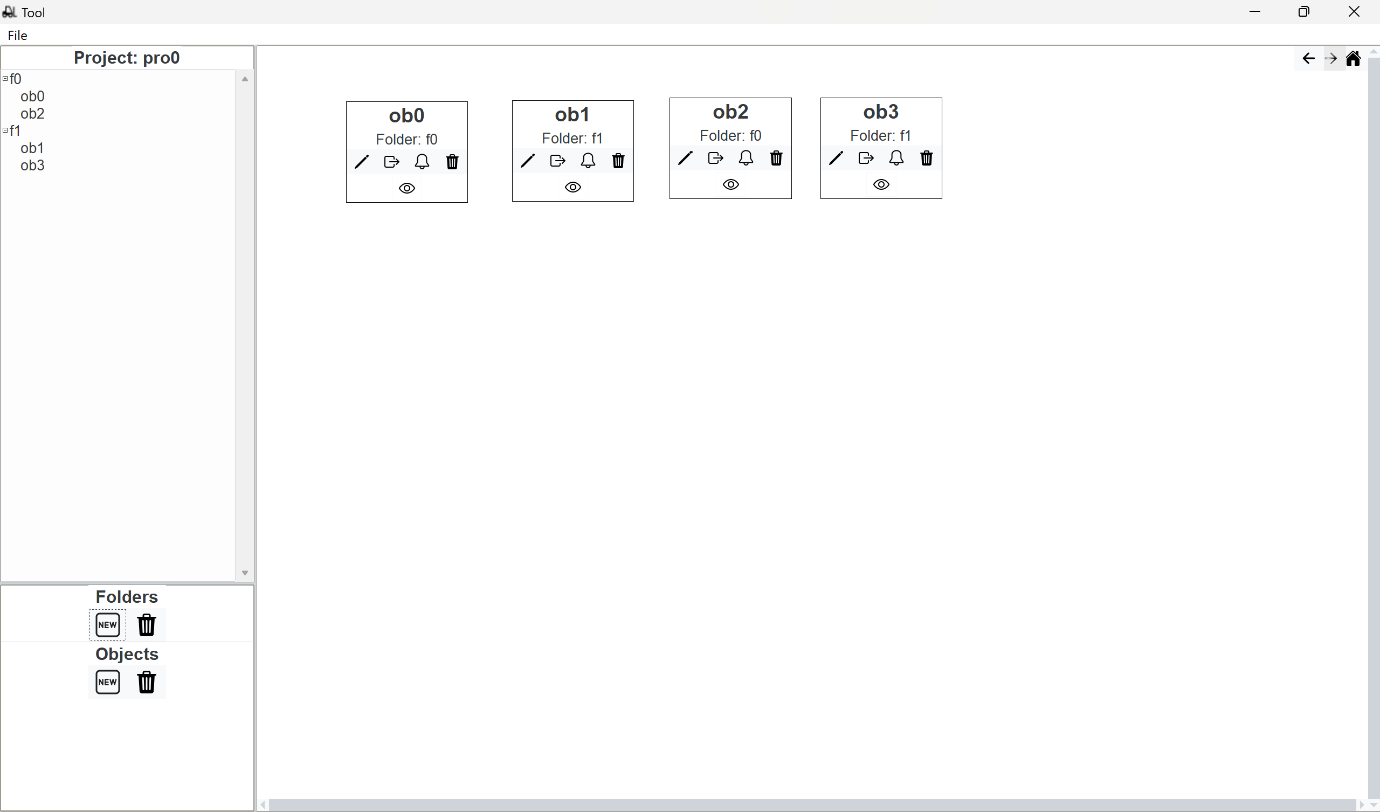 Tool
File
Project: pro0
f0
ob0
ob2
f1
ob1
ob3
ob0
Folder: f0
ob1
Folder: f1
ob2
Folder: f0
ob3
Folder: f1
Folders
NEW
Objects
NEW